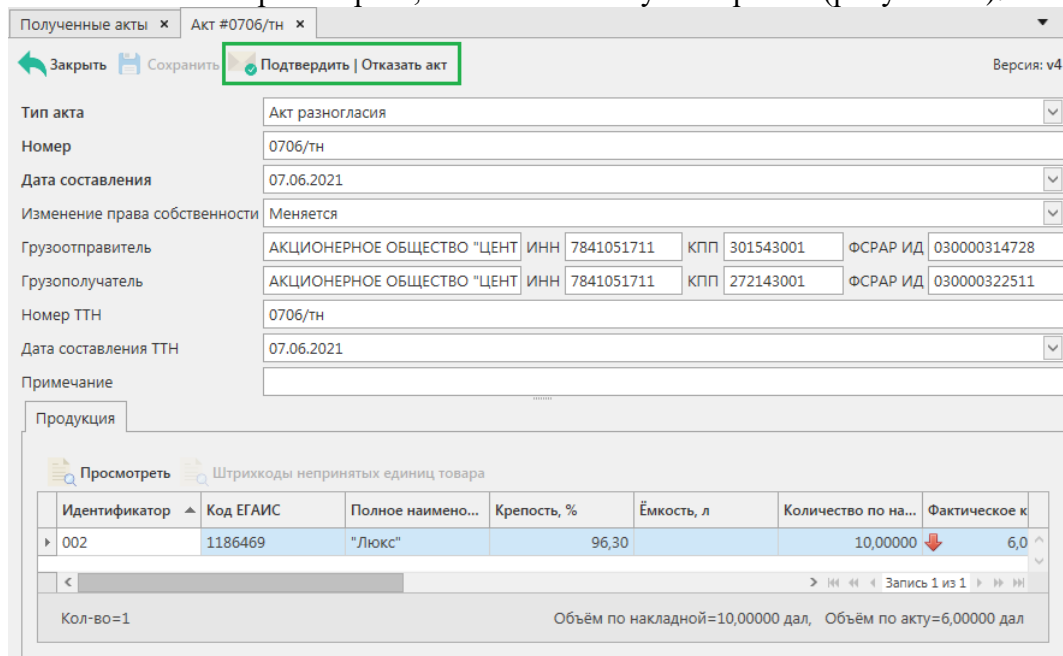 Полученные акты × Акт #0706/тн ×
Закрыть Сохранить Подтвердить | Отказать акт Версия: v4
Тип акта Акт разногласия
Номер 0706/тн
Дата составления 07.06.2021
Изменение права собственности Меняется
Грузоотправитель АКЦИОНЕРНОЕ ОБЩЕСТВО "ЦЕНТ ИНН 7841051711 КПП 301543001 ФСРАР ИД 030000314728
Грузополучатель АКЦИОНЕРНОЕ ОБЩЕСТВО "ЦЕНТ ИНН 7841051711 КПП 272143001 ФСРАР ИД 030000322511
Номер ТТН 0706/тн
Дата составления ТТН 07.06.2021
Примечание
Продукция
Просмотреть Штрихкоды непринятых единиц товара
Идентификатор Код ЕГАИС Полное наимено... Крепость, % Ёмкость, л Количество по на... Фактическое к
002 1186469 "Люкс" 96,30 10,00000 6,0
Запись 1 из 1
Кол-во=1 Объём по накладной=10,00000 дал, Объём по акту=6,00000 дал